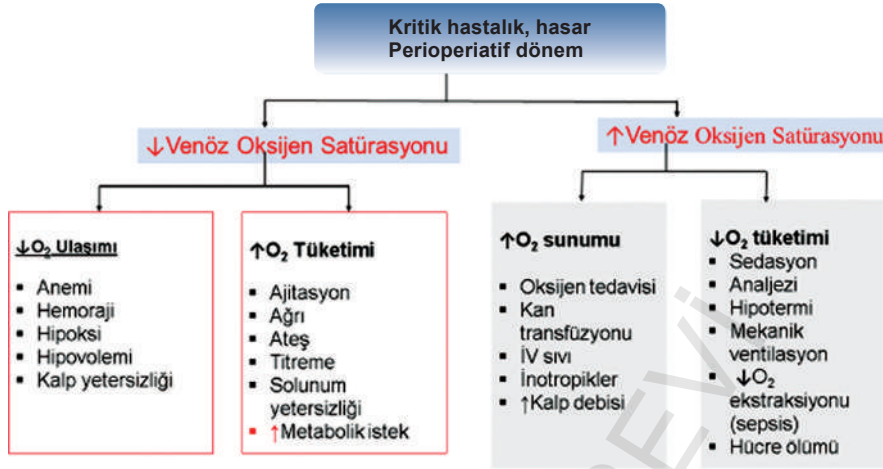 Kritik hastalık, hasar
Perioperiatif dönem
↓Venöz Oksijen Satürasyonu
↑Venöz Oksijen Satürasyonu
↓O₂ Ulaşımı
▪ Anemi
▪ Hemoraji
▪ Hipoksi
▪ Hipovolemi
▪ Kalp yetersizliği
↑O₂ Tüketimi
▪ Ajitasyon
▪ Ağrı
▪ Ateş
▪ Titreme
▪ Solunum
yetersizliği
▪ ↑Metabolik istek
↑O₂ sunumu
▪ Oksijen tedavisi
▪ Kan
transfüzyonu
▪ İV sıvı
▪ İnotropikler
▪ ↑Kalp debisi
↓O₂ tüketimi
▪ Sedasyon
▪ Analjezi
▪ Hipotermi
▪ Mekanik
ventilasyon
▪ ↓O₂
ekstraksiyonu
(sepsis)
▪ Hücre ölümü
EVİ